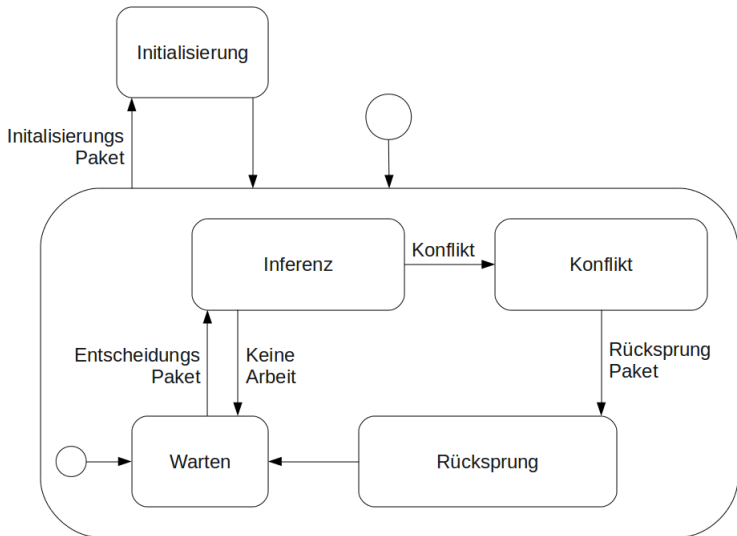 Initialisierung
Initalisierungs
Paket
Inferenz
Konflikt
Konflikt
Entscheidungs
Paket
Keine
Arbeit
Rücksprung
Paket
Warten
Rücksprung